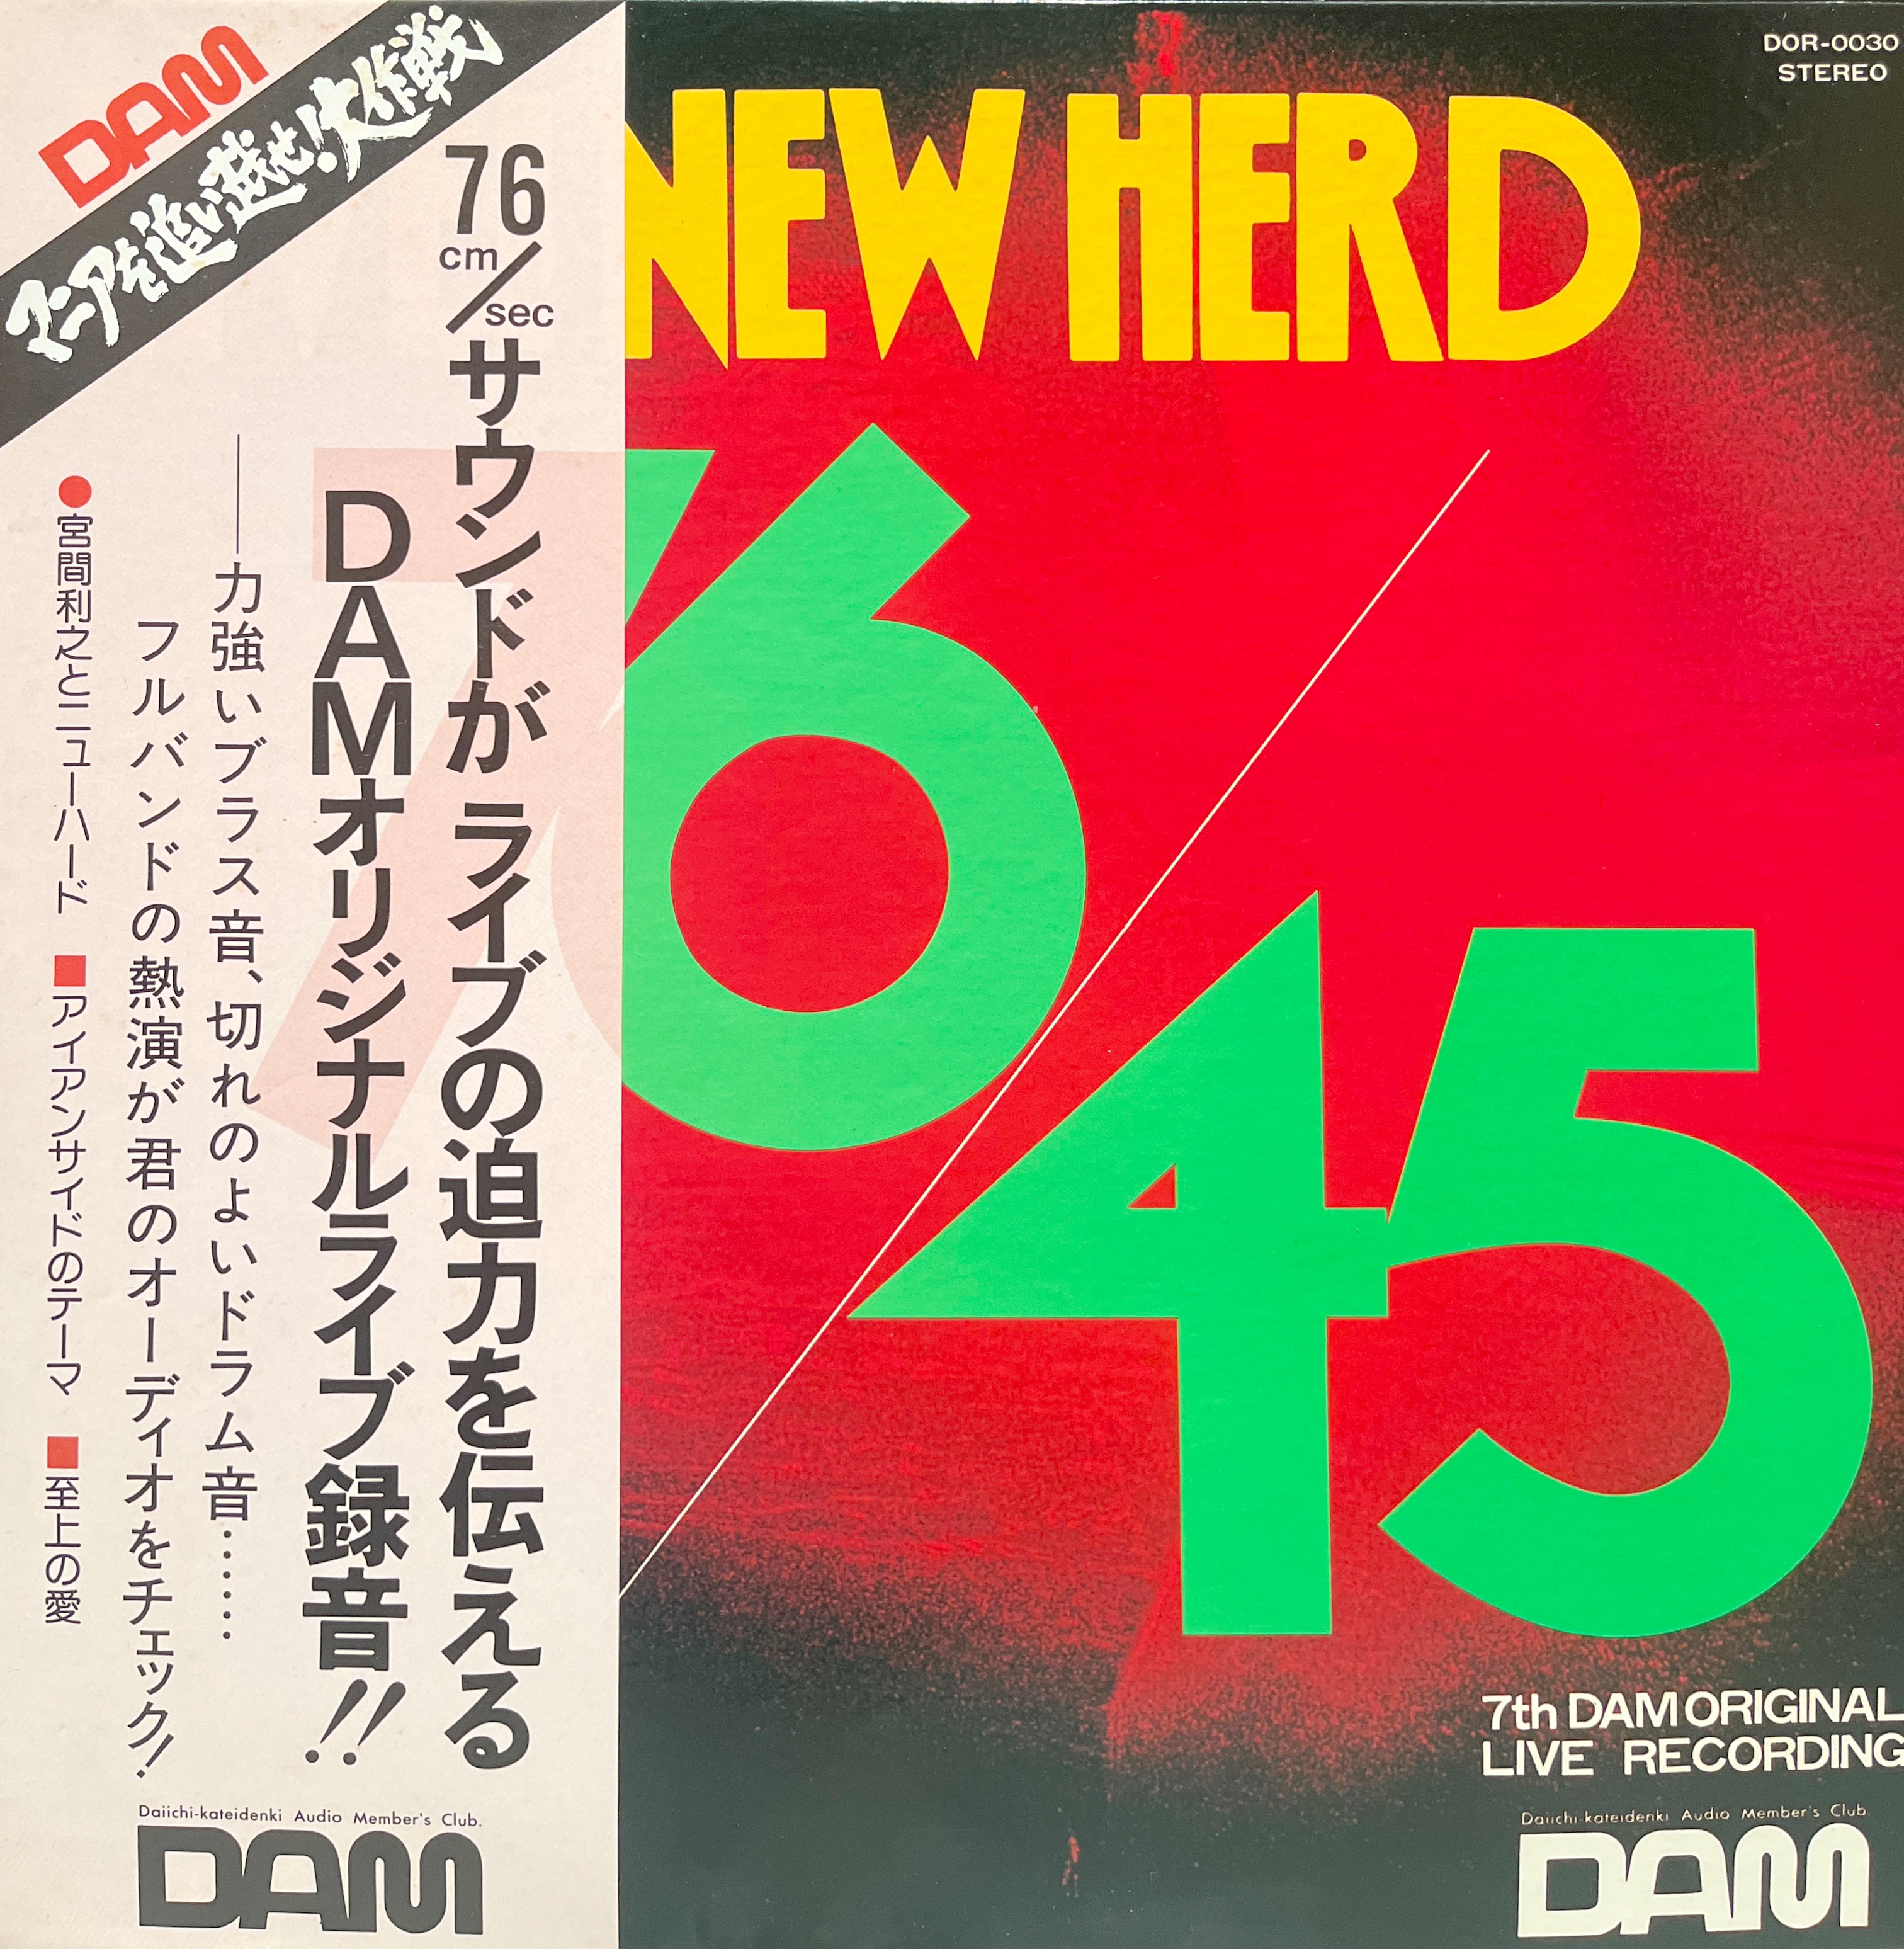 DAM
マニアを追い越せ!大作戦
76cm/secサウンドが ライブの迫力を伝える
DAMオリジナルライブ録音!!
——力強いブラス音、切れのよいドラム音……
フルバンドの熱演が君のオーディオをチェック!
●宮間利之とニューハード ■アイアンサイドのテーマ ■至上の愛
Daiichi-kateidenki Audio Member's Club.
DAM
DOR-0030
STEREO
NEW HERD
76/45
7th DAM ORIGINAL
LIVE RECORDING
Daiichi-kateidenki Audio Member's Club.
DAM